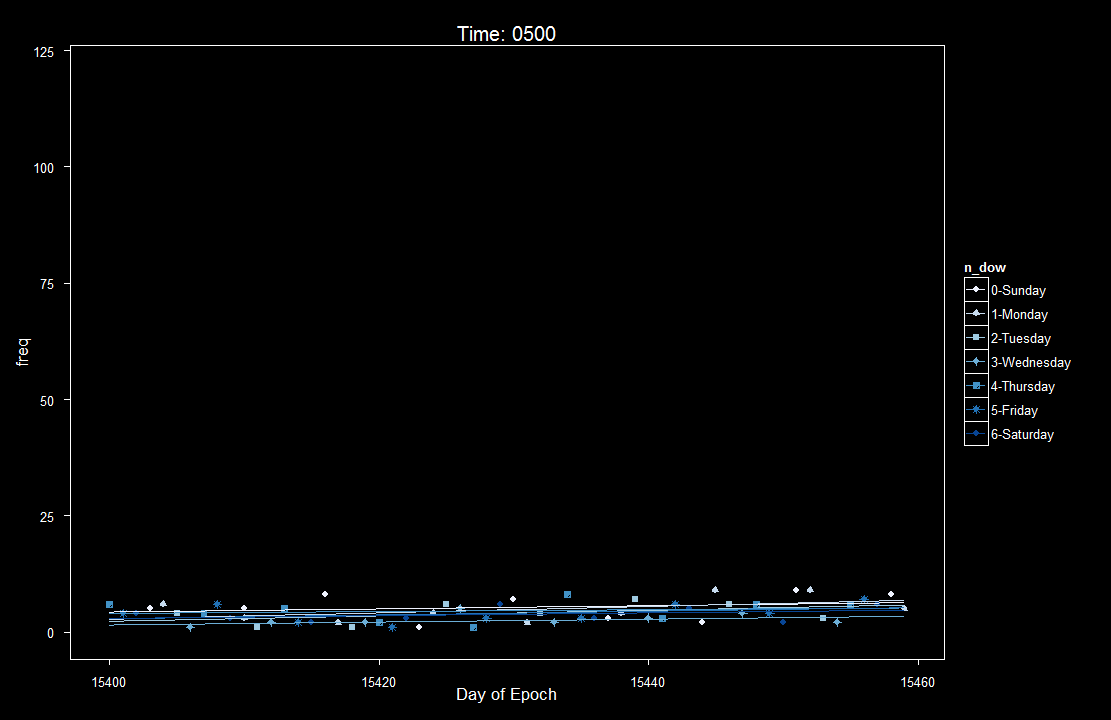 Time: 0500
125
100
75
50
25
0
freq
15400
15420
15440
15460
Day of Epoch
n_dow
0-Sunday
1-Monday
2-Tuesday
3-Wednesday
4-Thursday
5-Friday
6-Saturday